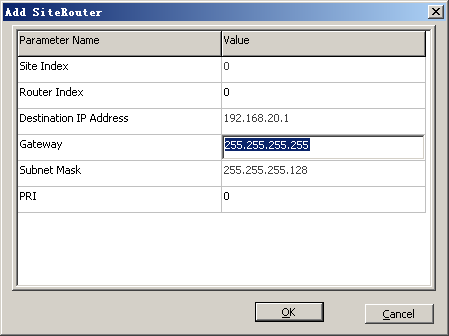 Add SiteRouter
Parameter Name Value
Site Index 0
Router Index 0
Destination IP Address 192.168.20.1
Gateway 255.255.255.255
Subnet Mask 255.255.255.128
PRI 0
OK Cancel